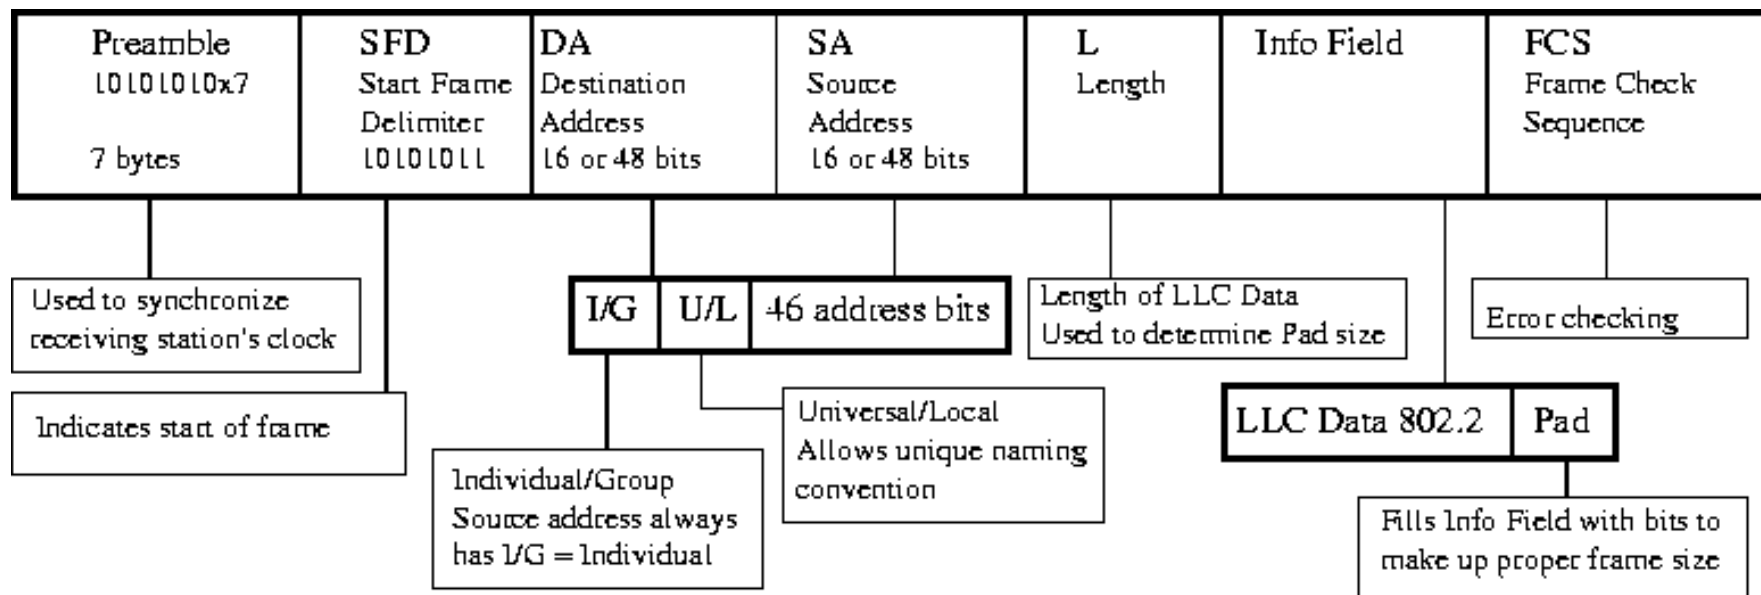 Preamble
10101010x7
7 bytes
SFD
Start Frame
Delimiter
10101011
DA
Destination
Address
16 or 48 bits
SA
Source
Address
16 or 48 bits
L
Length
Info Field
FCS
Frame Check
Sequence
Used to synchronize
receiving station's clock
Indicates start of frame
I/G
U/L
46 address bits
Individual/Group
Source address always
has I/G = Individual
Universal/Local
Allows unique naming
convention
Length of LLC Data
Used to determine Pad size
Error checking
LLC Data 802.2
Pad
Fills Info Field with bits to
make up proper frame size